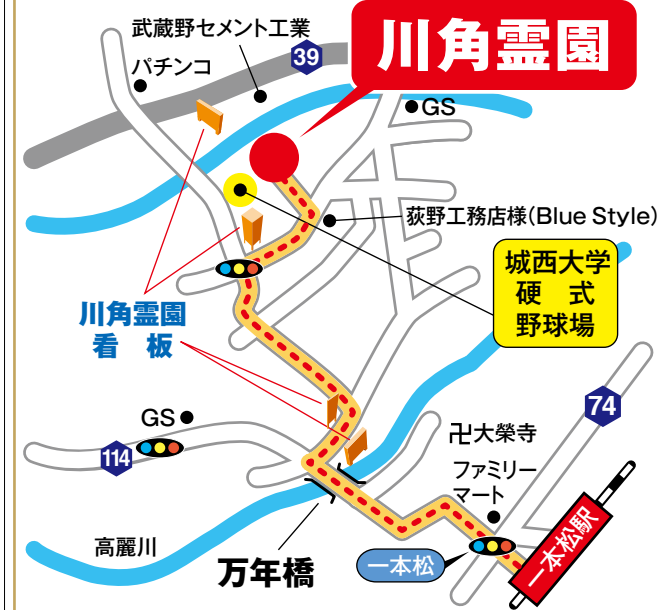 武蔵野セメント工業
39
川角霊園
パチンコ
GS
荻野工務店様(Blue Style)
城西大学
硬 式
野球場
川角霊園
看 板
74
GS
114
卍大榮寺
ファミリー
マート
高麗川
万年橋
一本松
一本松駅